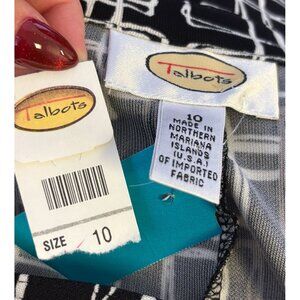 Talbots
SIZE 10
Talbots
10
MADE IN
NORTHERN
MARIANA
ISLANDS
(U.S.A.)
OF IMPORTED
FABRIC